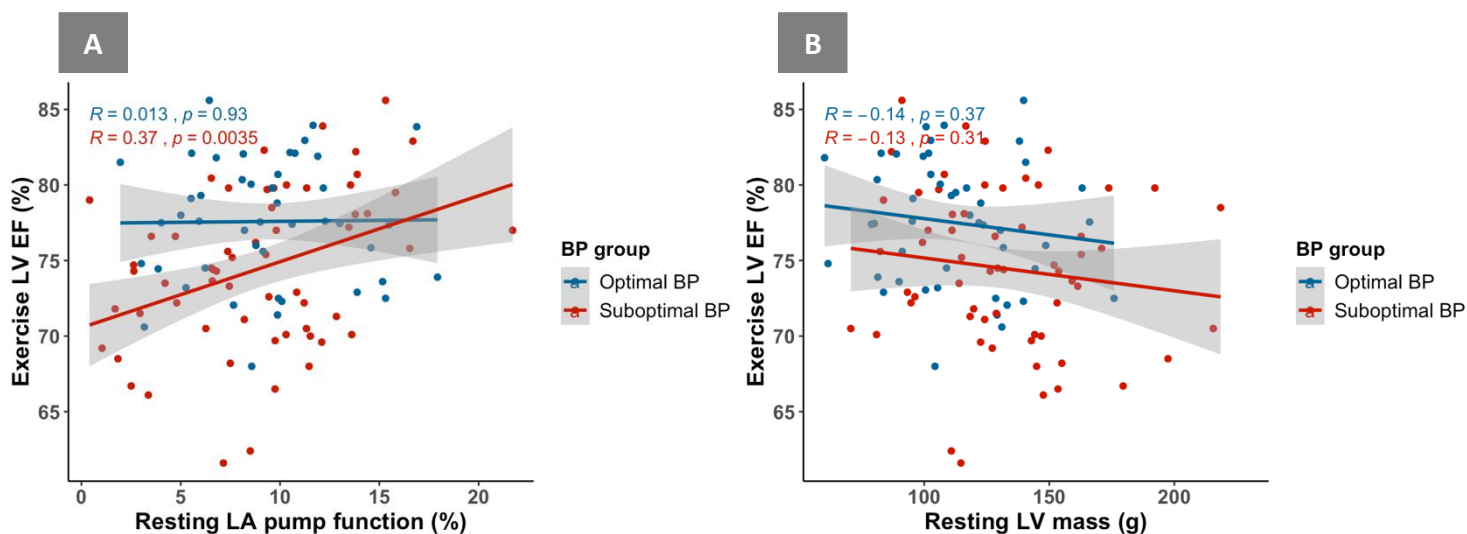 A
Exercise LV EF (%)
85
80
75
70
65
R = 0.013 , p = 0.93
R = 0.37 , p = 0.0035
0
5
10
15
20
Resting LA pump function (%)
BP group
a Optimal BP
a Suboptimal BP
B
Exercise LV EF (%)
85
80
75
70
65
R = −0.14 , p = 0.37
R = −0.13 , p = 0.31
100
150
200
Resting LV mass (g)
BP group
a Optimal BP
a Suboptimal BP